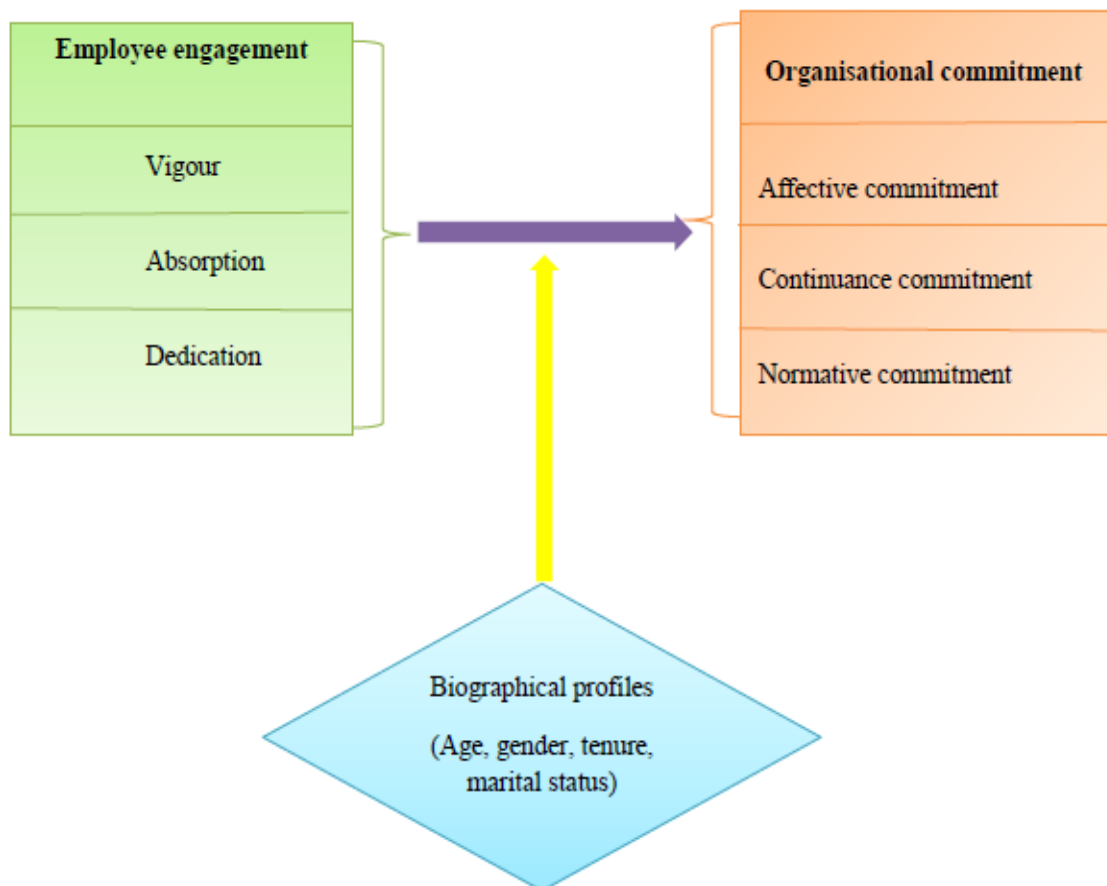 Employee engagement
Vigour
Absorption
Dedication
Organisational commitment
Affective commitment
Continuance commitment
Normative commitment
Biographical profiles
(Age, gender, tenure,
marital status)